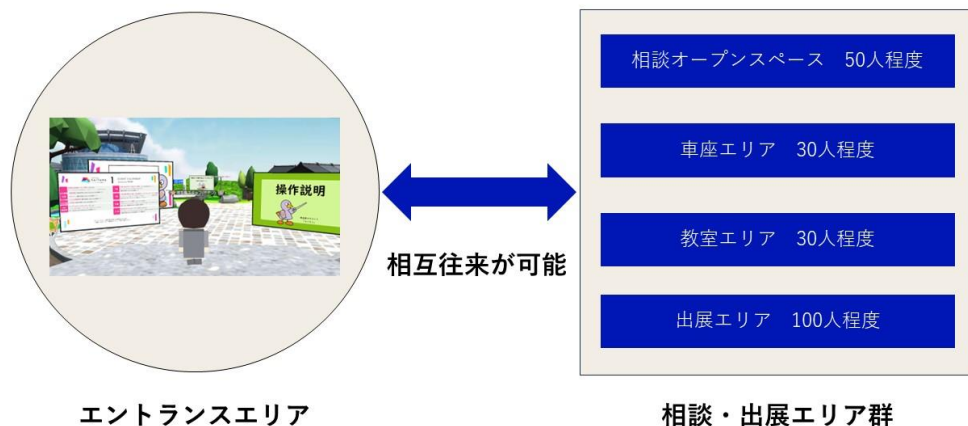 操作説明
エントランスエリア
相互往来が可能
相談オープンスペース　50人程度
車座エリア　30人程度
教室エリア　30人程度
出展エリア　100人程度
相談・出展エリア群